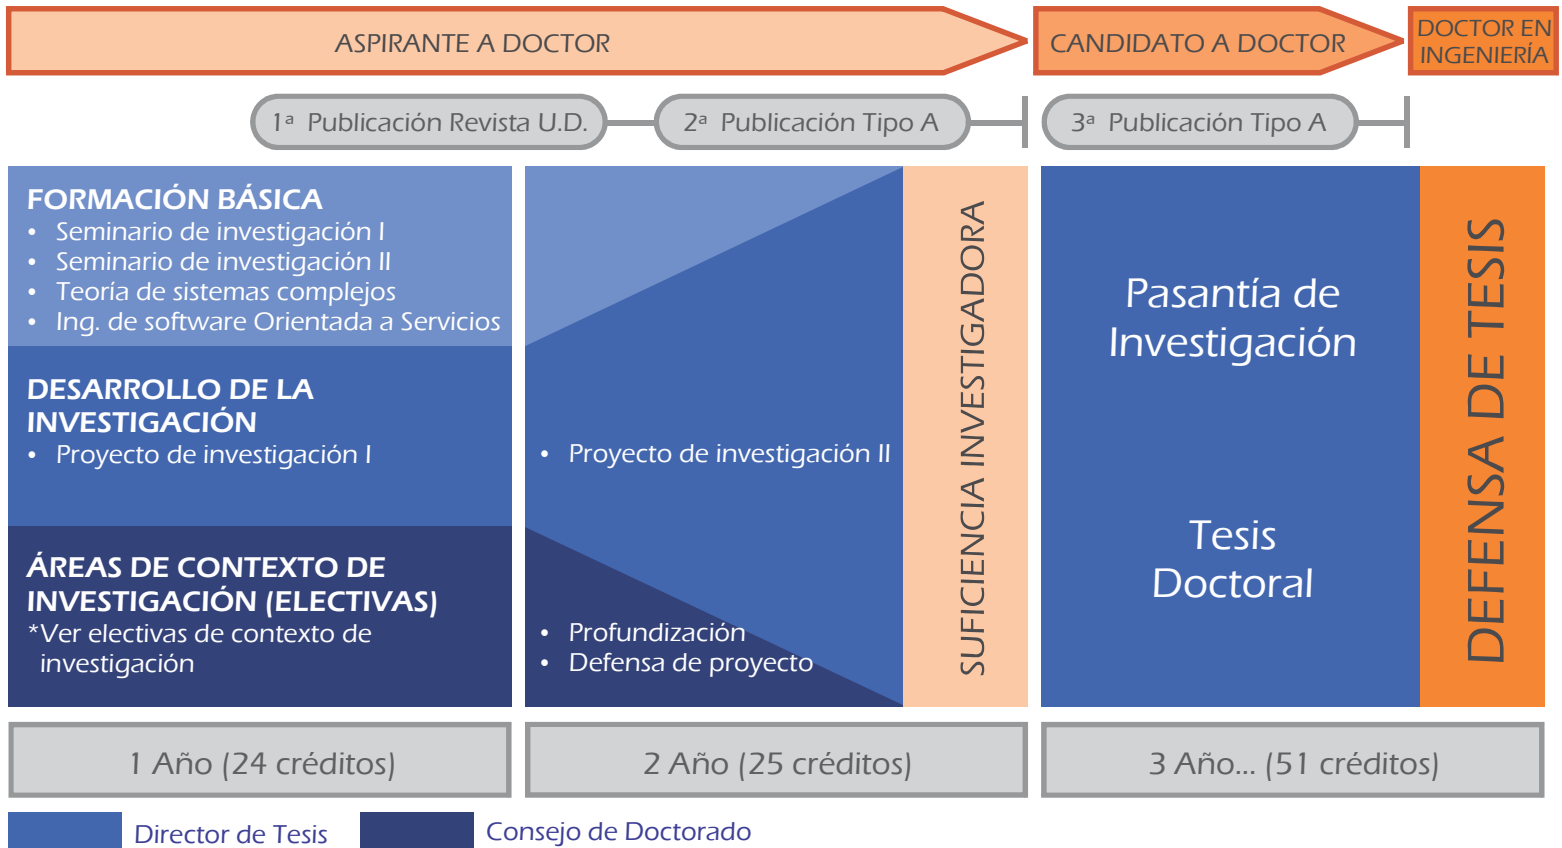 ASPIRANTE A DOCTOR
CANDIDATO A DOCTOR
DOCTOR EN
INGENIERÍA
1ª Publicación Revista U.D.
2ª Publicación Tipo A
3ª Publicación Tipo A
FORMACIÓN BÁSICA
• Seminario de investigación I
• Seminario de investigación II
• Teoría de sistemas complejos
• Ing. de software Orientada a Servicios
DESARROLLO DE LA
INVESTIGACIÓN
• Proyecto de investigación I
ÁREAS DE CONTEXTO DE
INVESTIGACIÓN (ELECTIVAS)
*Ver electivas de contexto de
investigación
• Proyecto de investigación II
• Profundización
• Defensa de proyecto
SUFICIENCIA INVESTIGADORA
Pasantía de
Investigación
Tesis
Doctoral
DEFENSA DE TESIS
1 Año (24 créditos)
2 Año (25 créditos)
3 Año... (51 créditos)
Director de Tesis
Consejo de Doctorado